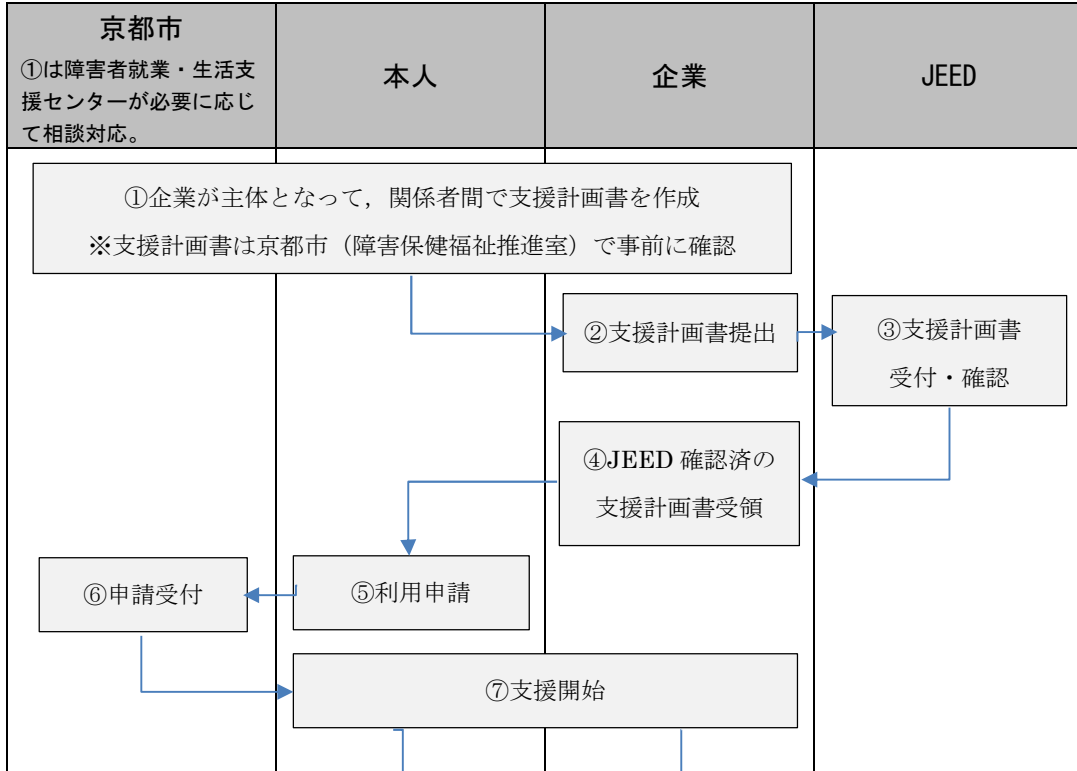 京都市
①は障害者就業・生活支
援センターが必要に応じ
て相談対応。
本人
企業
JEED
①企業が主体となって，関係者間で支援計画書を作成
※支援計画書は京都市（障害保健福祉推進室）で事前に確認
②支援計画書提出
③支援計画書
受付・確認
④JEED 確認済の
支援計画書受領
⑤利用申請
⑥申請受付
⑦支援開始